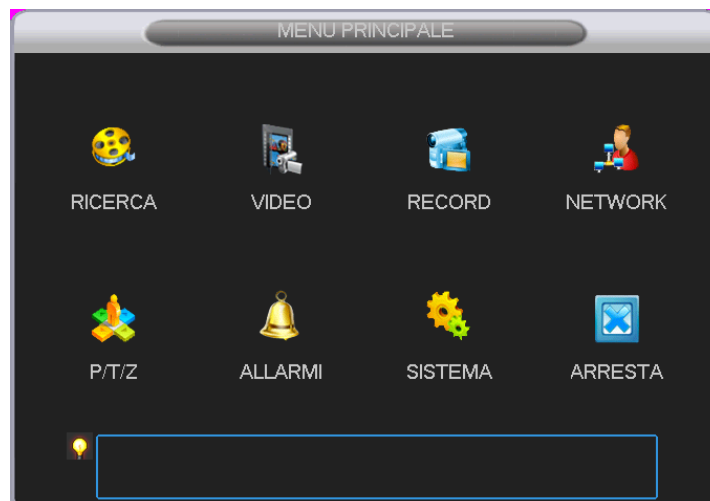 MENU PRINCIPALE
RICERCA VIDEO RECORD NETWORK
P/T/Z ALLARMI SISTEMA ARRESTA